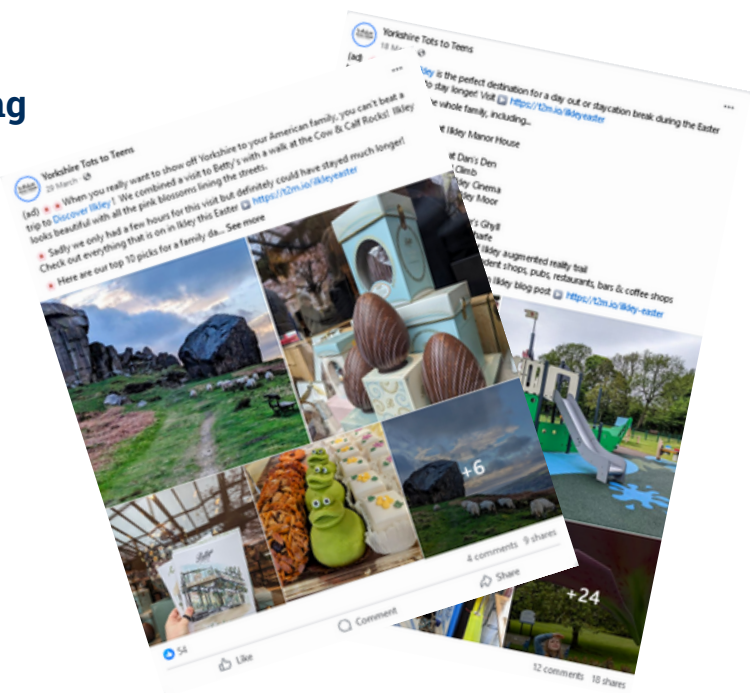 ng
Yorkshire Tots to Teens
29 March
(ad) When you really want to show off Yorkshire to your American family, you can't beat a
trip to Discover Ilkley! We combined a visit to Betty's with a walk at the Cow & Calf Rocks! Ilkley
looks beautiful with all the pink blossoms lining the streets.
Sadly we only had a few hours for this visit but definitely could have stayed much longer!
Check out everything that is on in Ikley this Easter https://t2m.io/ilkleyeaster
Here are our top 10 picks for a family da... See more
+6
4 comments 9 shares
54
Like
Comment
Share
Yorkshire Tots to Teens
18
(ad)
is the perfect destination for a day out or staycation break during the Easter
to stay longer! Visit https://t2m.io/ilkleyeaster
whole family, including...
Ilkley Manor House
at Dan's Den
Climb
Cinema
Moor
Ghyll
Ilkley augmented reality trail
shops, pubs, restaurants, bars & coffee shops
Ilkley blog post https://t2m.io/ilkley-easter
+24
12 comments 18 shares